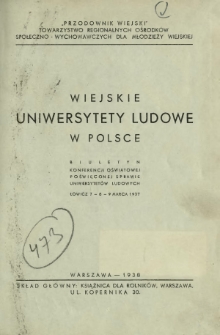 „PRZODOWNIK WIEJSKI"
TOWARZYSTWO REGIONALNYCH OŚRODKÓW
SPOŁECZNO - WYCHOWAWCZYCH DLA MŁODZIEŻY WIEJSKIEJ
WIEJSKIE
UNIWERSYTETY LUDOWE
W POLSCE
BIULETYN
KONFERENCJI OŚWIATOWEJ
POŚWIĘCONEJ SPRAWIE
UNIWERSYTETÓW LUDOWYCH
ŁOWICZ 7 - 8 - 9 MARCA 1937
473
WARSZAWA — 1938
SKŁAD GŁÓWNY: KSIĄŻNICA DLA ROLNIKÓW, WARSZAWA,
UL. KOPERNIKA 30.